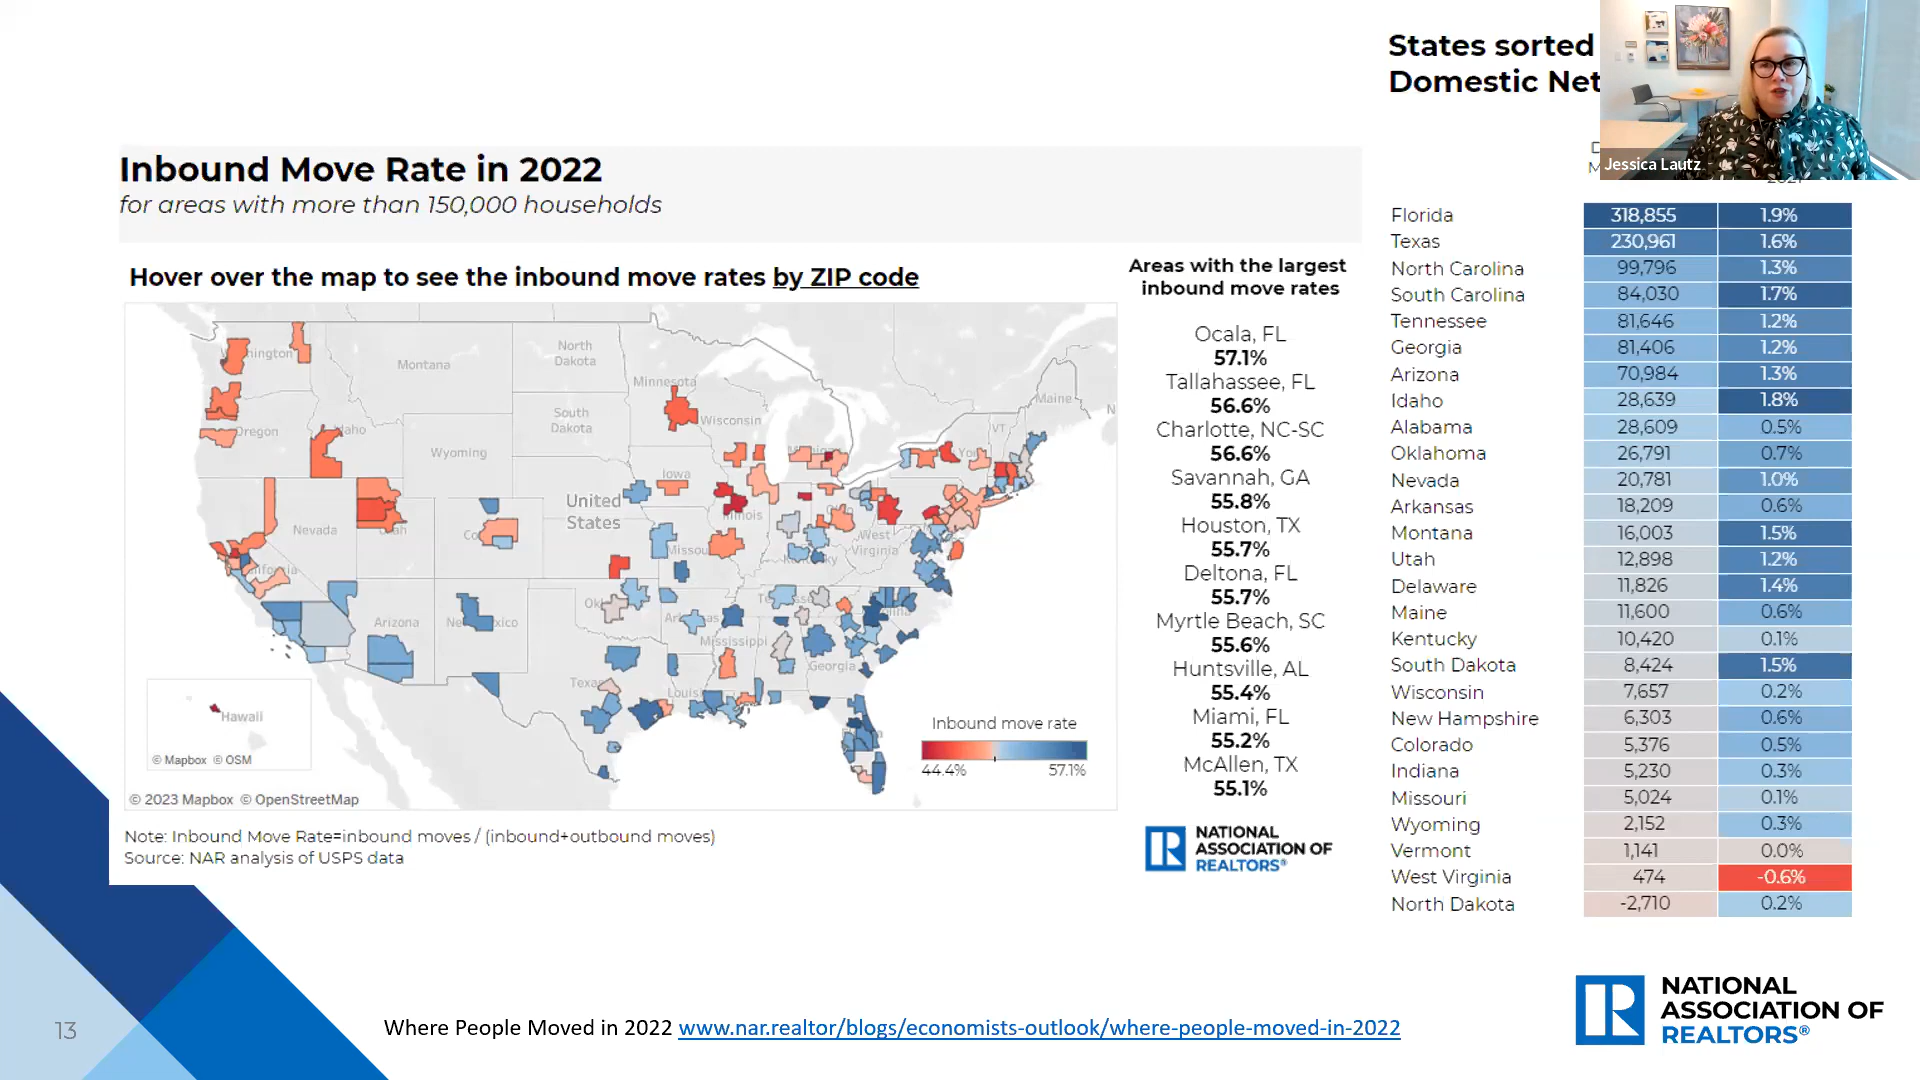 States sorted
Domestic Net
Jessica Lautz
Inbound Move Rate in 2022
for areas with more than 150,000 households
Hover over the map to see the inbound move rates by ZIP code
Montana
North
Dakota
Minnesota
South
Dakota
Wisconsin
Maine
N
VT
Wyoming
Iowa
United
States
Nevada
West
Virginia
Arizona
Mississippi
Georgia
Texas
Hawaii
© Mapbox © OSM
Inbound move rate
44.4% 57.1%
© 2023 Mapbox © OpenStreetMap
Note: Inbound Move Rate=inbound moves / (inbound+outbound moves)
Source: NAR analysis of USPS data
Areas with the largest
inbound move rates
Ocala, FL
57.1%
Tallahassee, FL
56.6%
Charlotte, NC-SC
56.6%
Savannah, GA
55.8%
Houston, TX
55.7%
Deltona, FL
55.7%
Myrtle Beach, SC
55.6%
Huntsville, AL
55.4%
Miami, FL
55.2%
McAllen, TX
55.1%
NATIONAL
ASSOCIATION OF
REALTORS®
Florida 318,855 1.9%
Texas 230,961 1.6%
North Carolina 99,796 1.3%
South Carolina 84,030 1.7%
Tennessee 81,646 1.2%
Georgia 81,406 1.2%
Arizona 70,984 1.3%
Idaho 28,639 1.8%
Alabama 28,609 0.5%
Oklahoma 26,791 0.7%
Nevada 20,781 1.0%
Arkansas 18,209 0.6%
Montana 16,003 1.5%
Utah 12,898 1.2%
Delaware 11,826 1.4%
Maine 11,600 0.6%
Kentucky 10,420 0.1%
South Dakota 8,424 1.5%
Wisconsin 7,657 0.2%
New Hampshire 6,303 0.6%
Colorado 5,376 0.5%
Indiana 5,230 0.3%
Missouri 5,024 0.1%
Wyoming 2,152 0.3%
Vermont 1,141 0.0%
West Virginia 474 -0.6%
North Dakota -2,710 0.2%
13
Where People Moved in 2022 www.nar.realtor/blogs/economists-outlook/where-people-moved-in-2022
NATIONAL
ASSOCIATION OF
REALTORS®